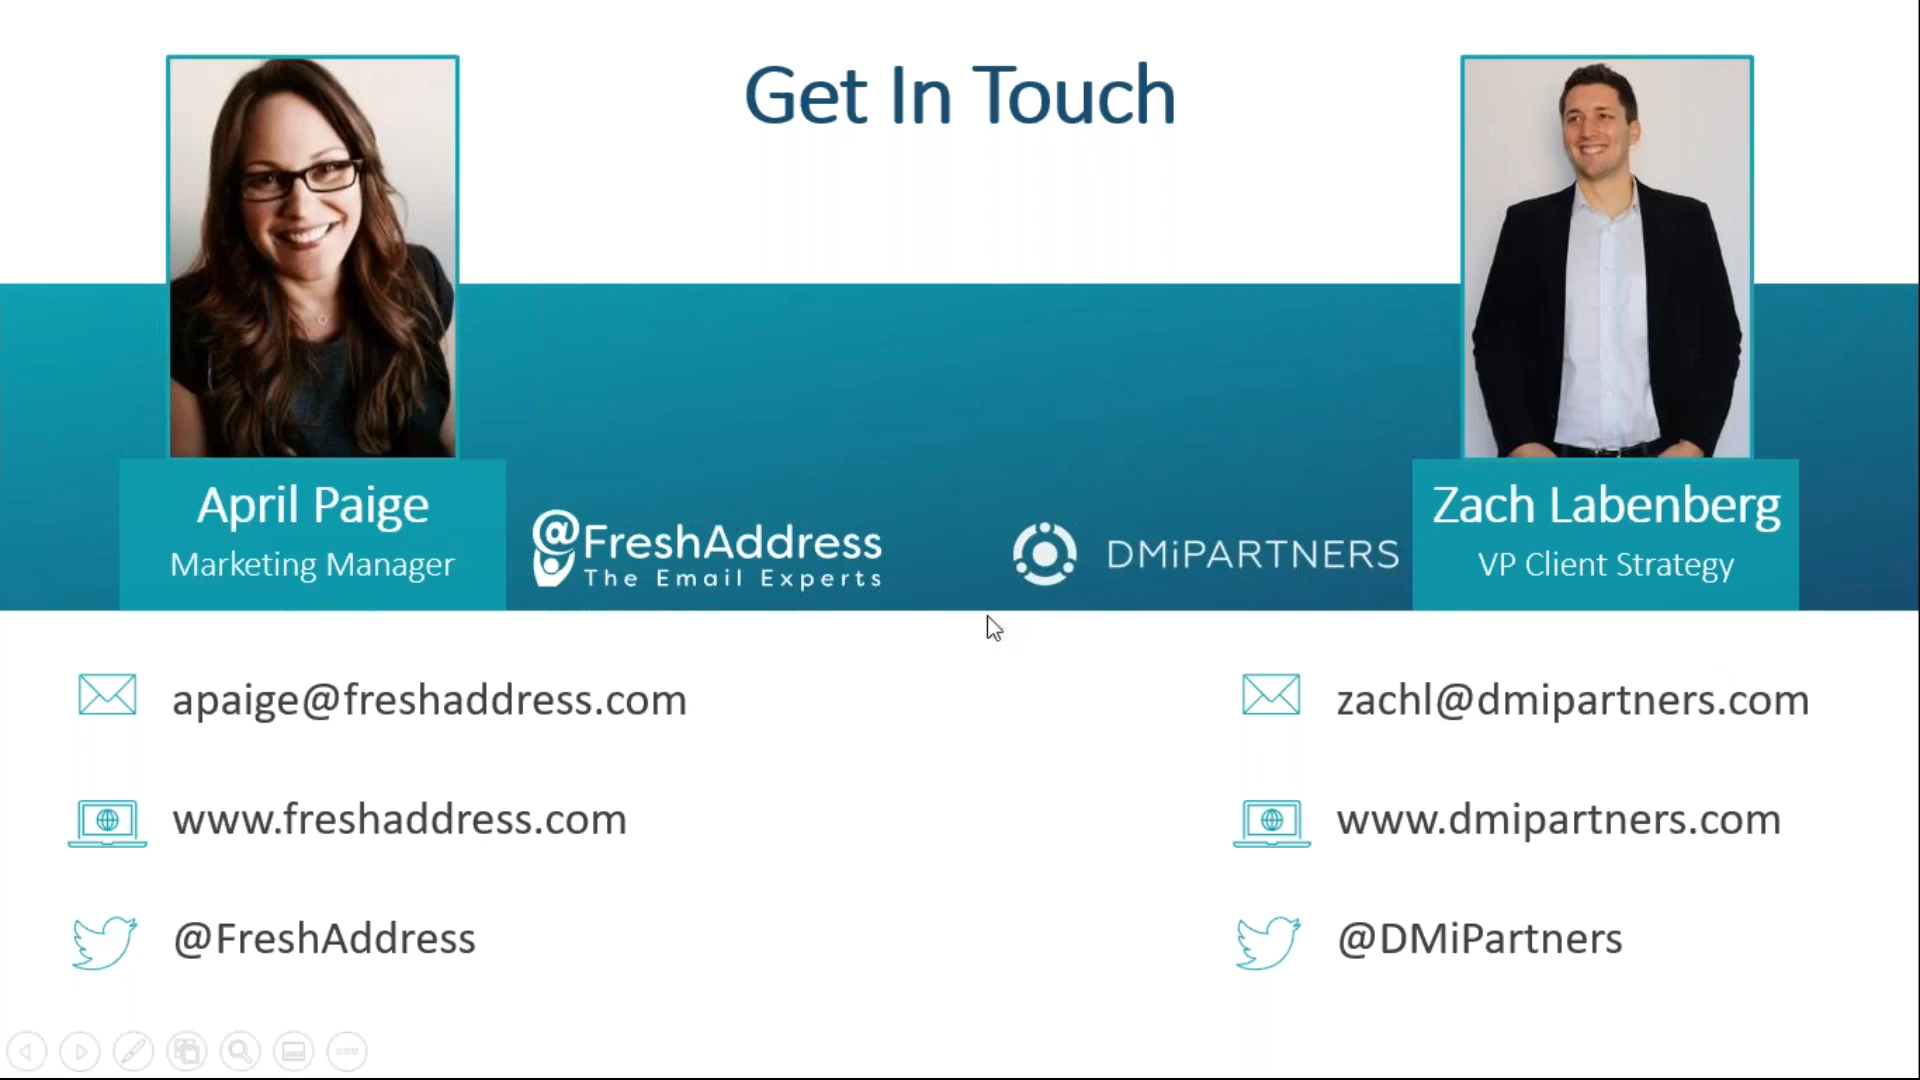 Get In Touch
April Paige
Marketing Manager
@FreshAddress
The Email Experts
DMiPARTNERS
Zach Labenberg
VP Client Strategy
apaige@freshaddress.com
www.freshaddress.com
@FreshAddress
zachl@dmipartners.com
www.dmipartners.com
@DMiPartners